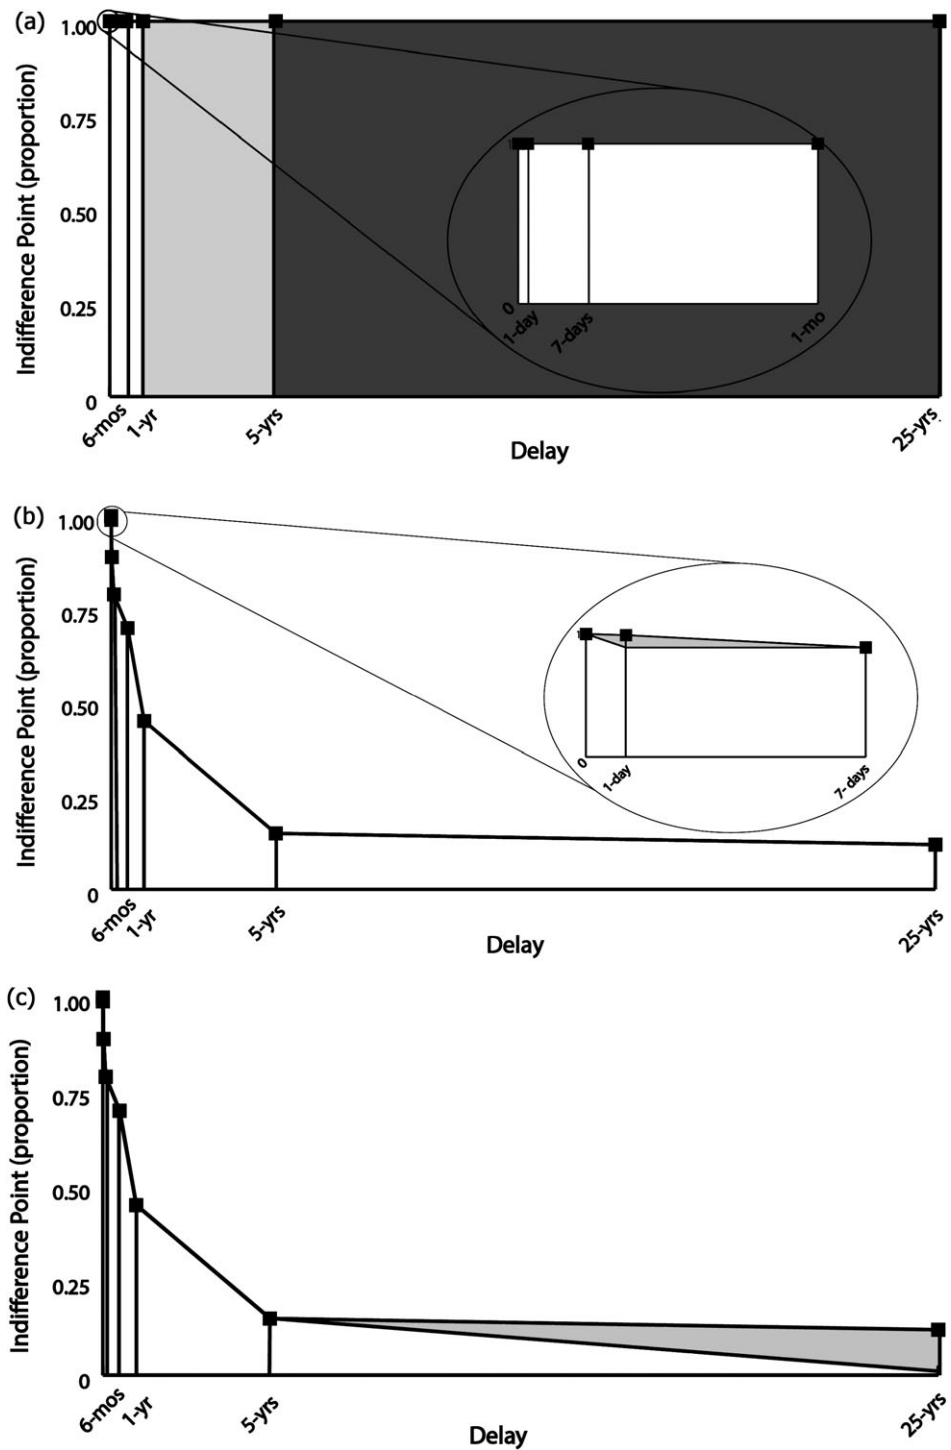 (a)
Indifference Point (proportion)
1.00
0.75
0.50
0.25
0
6-mos
1-yr
5-yrs
25-yrs.
Delay
1
0
1-day
7-days
1-mo
(b)
Indifference Point (proportion)
1.00
0.75
0.50
0.25
0
6-mos
1-yr
5-yrs
25-yrs
Delay
1
0
1-day
7- days
(c)
Indifference Point (proportion)
1.00
0.75
0.50
0.25
0
6-mos
1-yr
5-yrs
25-yrs
Delay